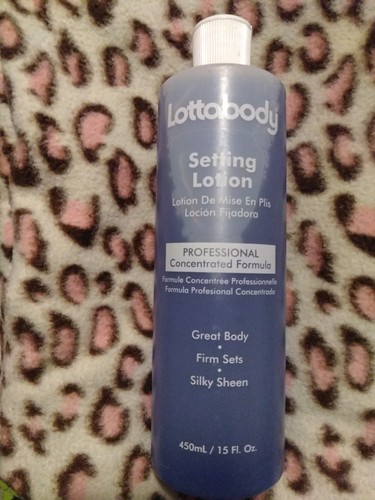 Lottabody
Setting
Lotion
Lotion De Mise En Plis
Loción Fijadora
PROFESSIONAL
Concentrated Formula
Formule Concentrée Professionnelle
Formula Profesional Concentrada
Great Body
•
Firm Sets
•
Silky Sheen
450mL / 15 Fl. Oz.